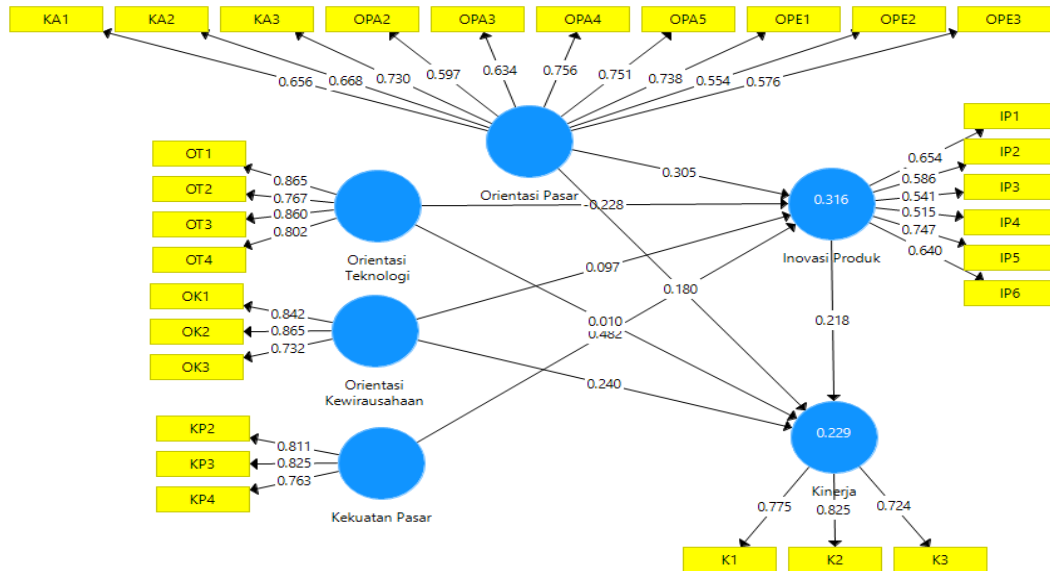 KA1 KA2 KA3 OPA2 OPA3 OPA4 OPA5 OPE1 OPE2 OPE3
0.656 0.668 0.730 0.597 0.634 0.756 0.751 0.738 0.554 0.576
Orientasi Pasar
OT1
OT2
OT3
OT4
0.865
0.767
0.860
0.802
Orientasi
Teknologi
OK1
OK2
OK3
0.842
0.865
0.732
Orientasi
Kewirausahaan
KP2
KP3
KP4
0.811
0.825
0.763
Kekuatan Pasar
0.305
-0.228
0.097
0.180
0.010
0.482
0.240
0.218
0.316
Inovasi Produk
0.654
0.586
0.541
0.515
0.747
0.640
IP1
IP2
IP3
IP4
IP5
IP6
0.229
Kinerja
0.775 0.825 0.724
K1 K2 K3